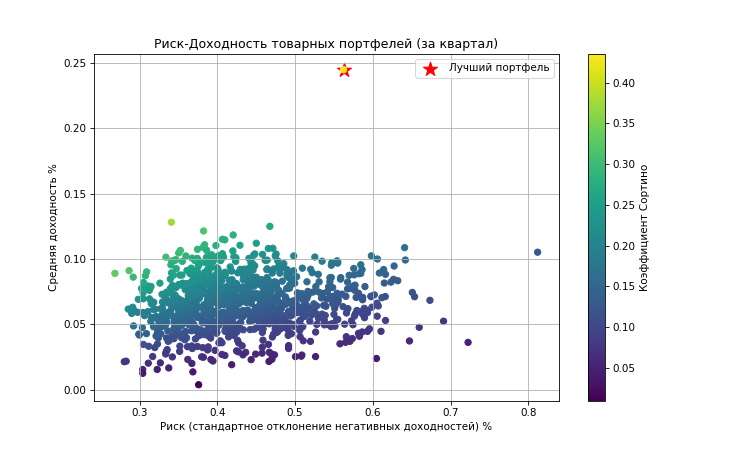 Риск-Доходность товарных портфелей (за квартал)
Лучший портфель
Средняя доходность %
0.25
0.20
0.15
0.10
0.05
0.00
0.3 0.4 0.5 0.6 0.7 0.8
Риск (стандартное отклонение негативных доходностей) %
0.40
0.35
0.30
0.25
0.20
0.15
0.10
0.05
Коэффициент Сортино